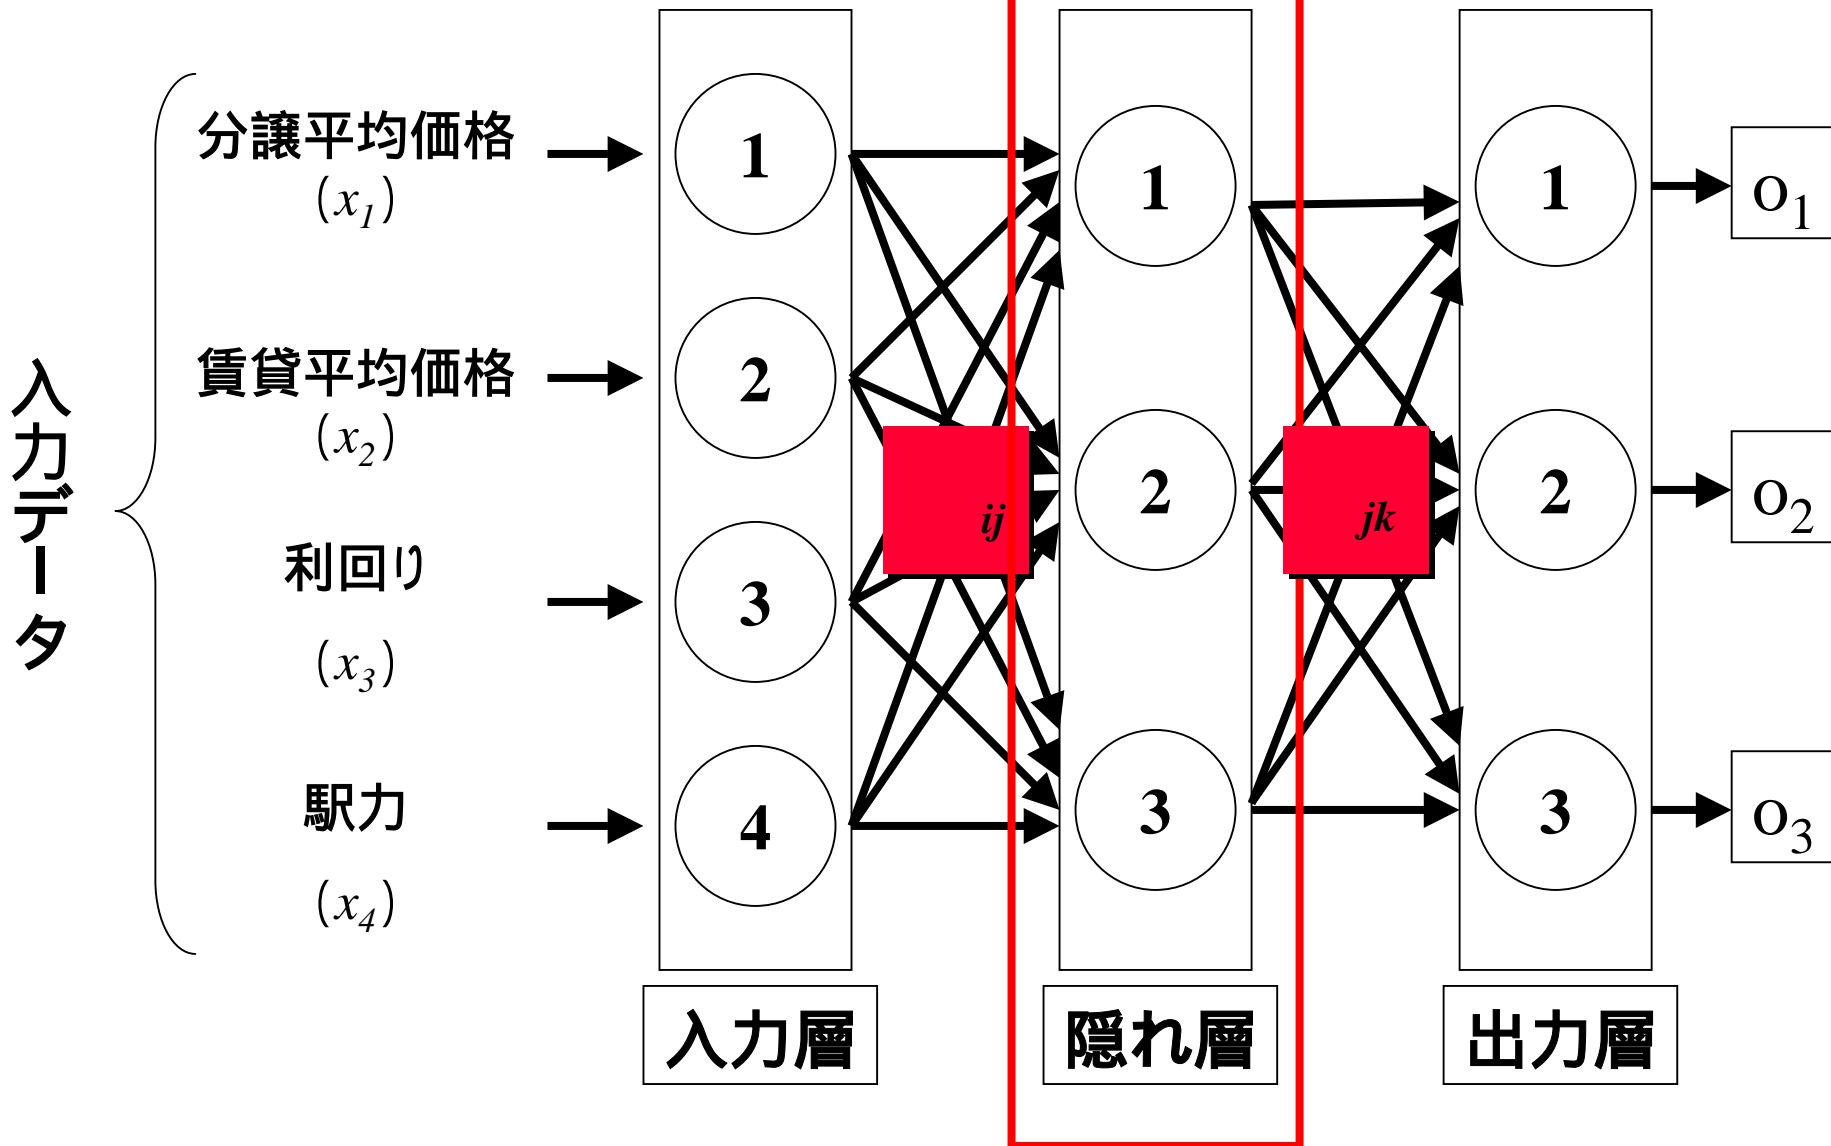 入力データ
分譲平均価格
(x1)
賃貸平均価格
(x2)
利回り
(x3)
駅力
(x4)
1
2
3
4
ij
1
2
3
jk
1
2
3
o1
o2
o3
入力層
隠れ層
出力層